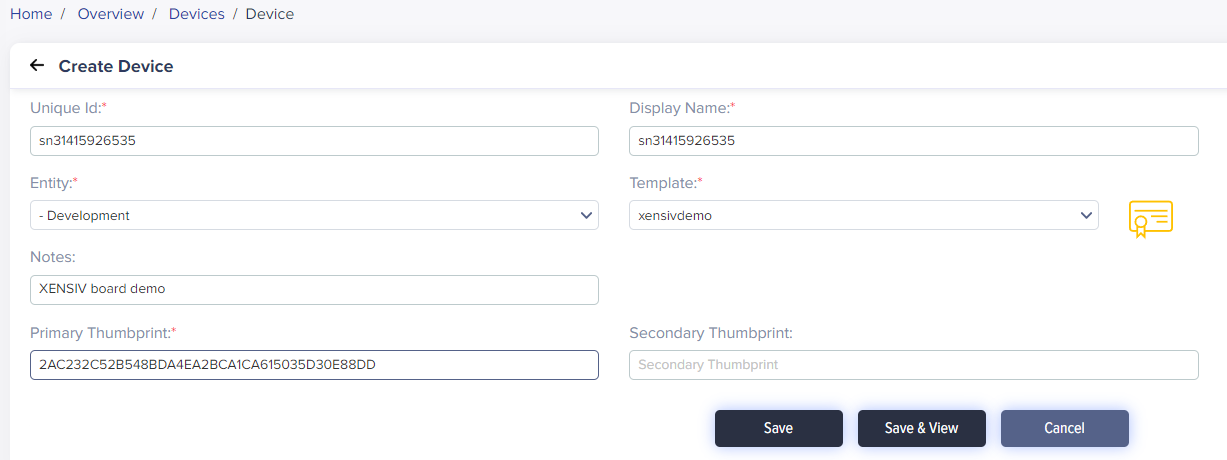 Home / Overview / Devices / Device
Create Device
Unique Id:*
Display Name:*
sn31415926535
sn31415926535
Entity:*
Template:*
- Development
xensivdemo
Notes:
XENSIV board demo
Primary Thumbprint:*
Secondary Thumbprint:
2AC232C52B548BDA4EA2BCA1CA615035D30E88DD
Secondary Thumbprint
Save
Save & View
Cancel